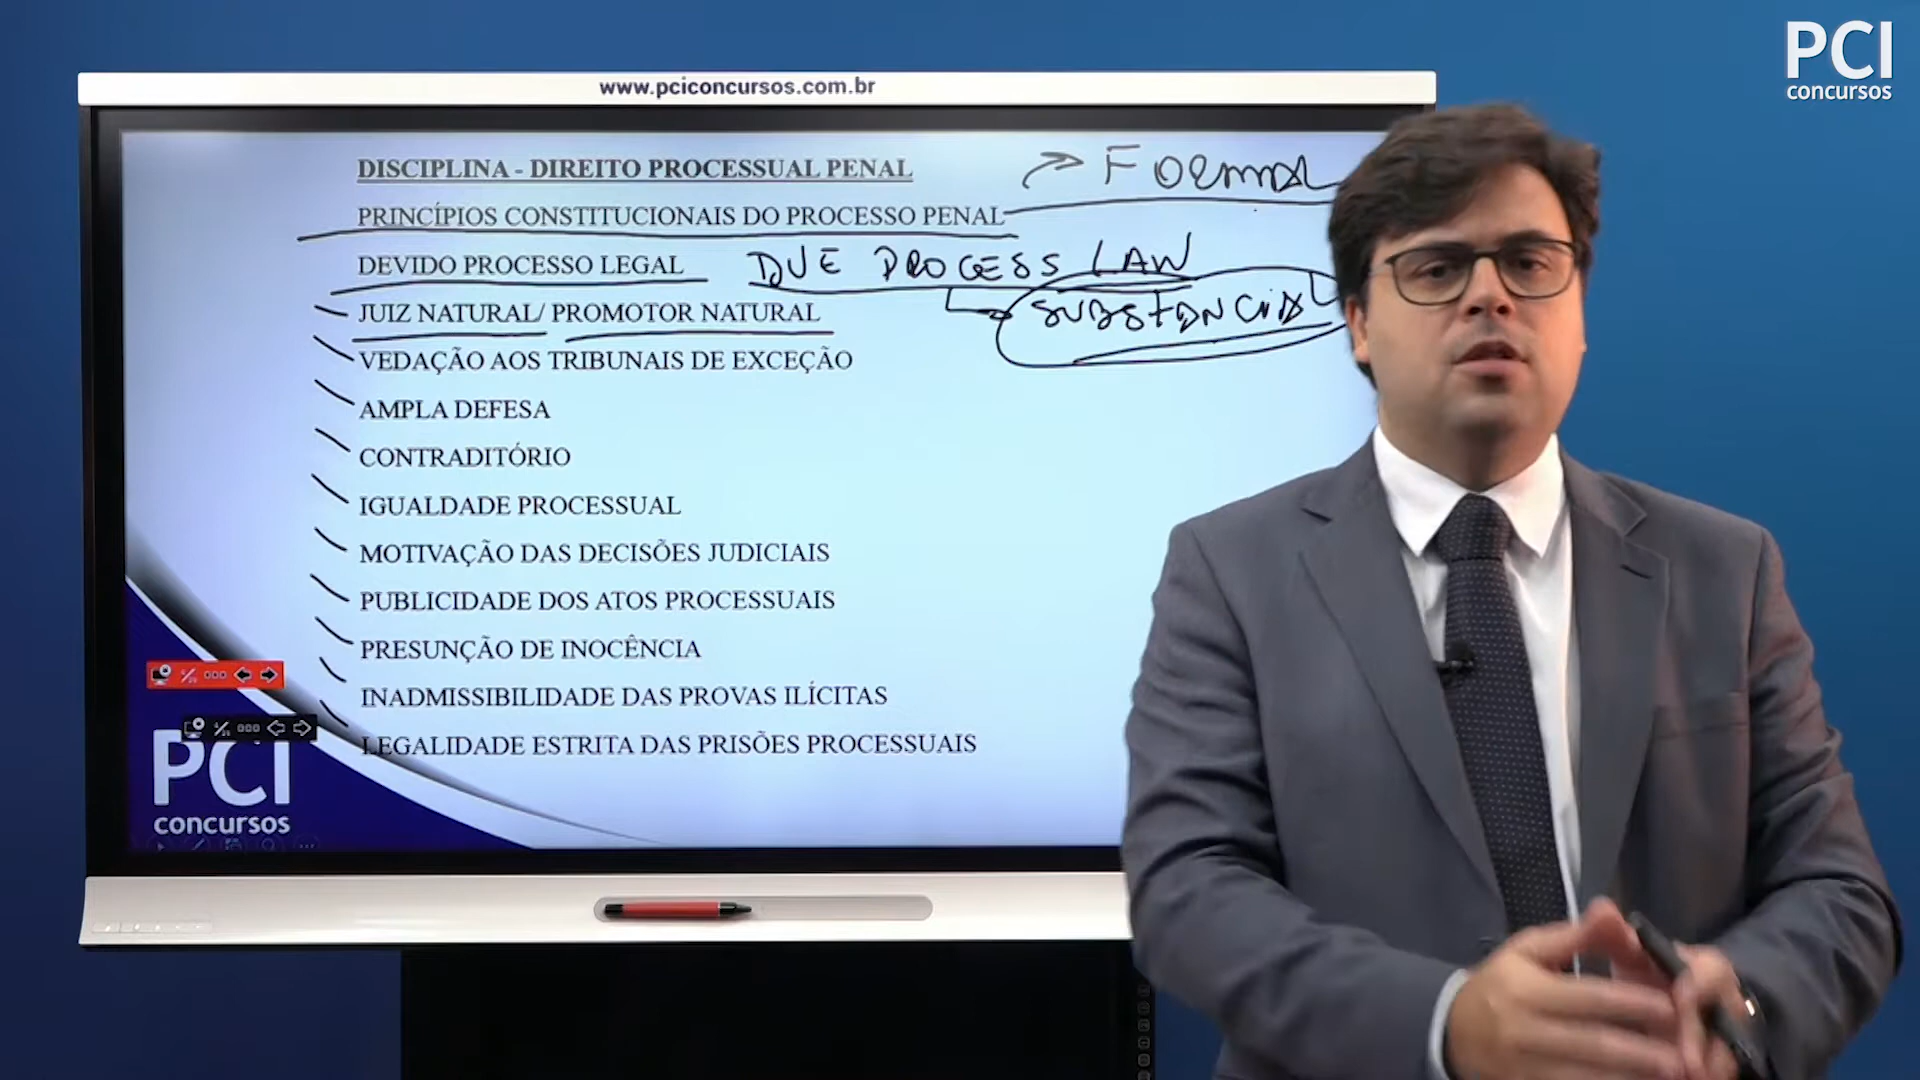 PCI
concursos
www.pciconcursos.com.br
DISCIPLINA - DIREITO PROCESSUAL PENAL
FORMAL
PRINCÍPIOS CONSTITUCIONAIS DO PROCESSO PENAL
DEVIDO PROCESSO LEGAL DUE PROCESS LAW
JUIZ NATURAL/ PROMOTOR NATURAL SUBSTANCIAL
VEDAÇÃO AOS TRIBUNAIS DE EXCEÇÃO
AMPLA DEFESA
CONTRADITÓRIO
IGUALDADE PROCESSUAL
MOTIVAÇÃO DAS DECISÕES JUDICIAIS
PUBLICIDADE DOS ATOS PROCESSUAIS
PRESUNÇÃO DE INOCÊNCIA
INADMISSIBILIDADE DAS PROVAS ILÍCITAS
LEGALIDADE ESTRITA DAS PRISÕES PROCESSUAIS
PCI
concursos